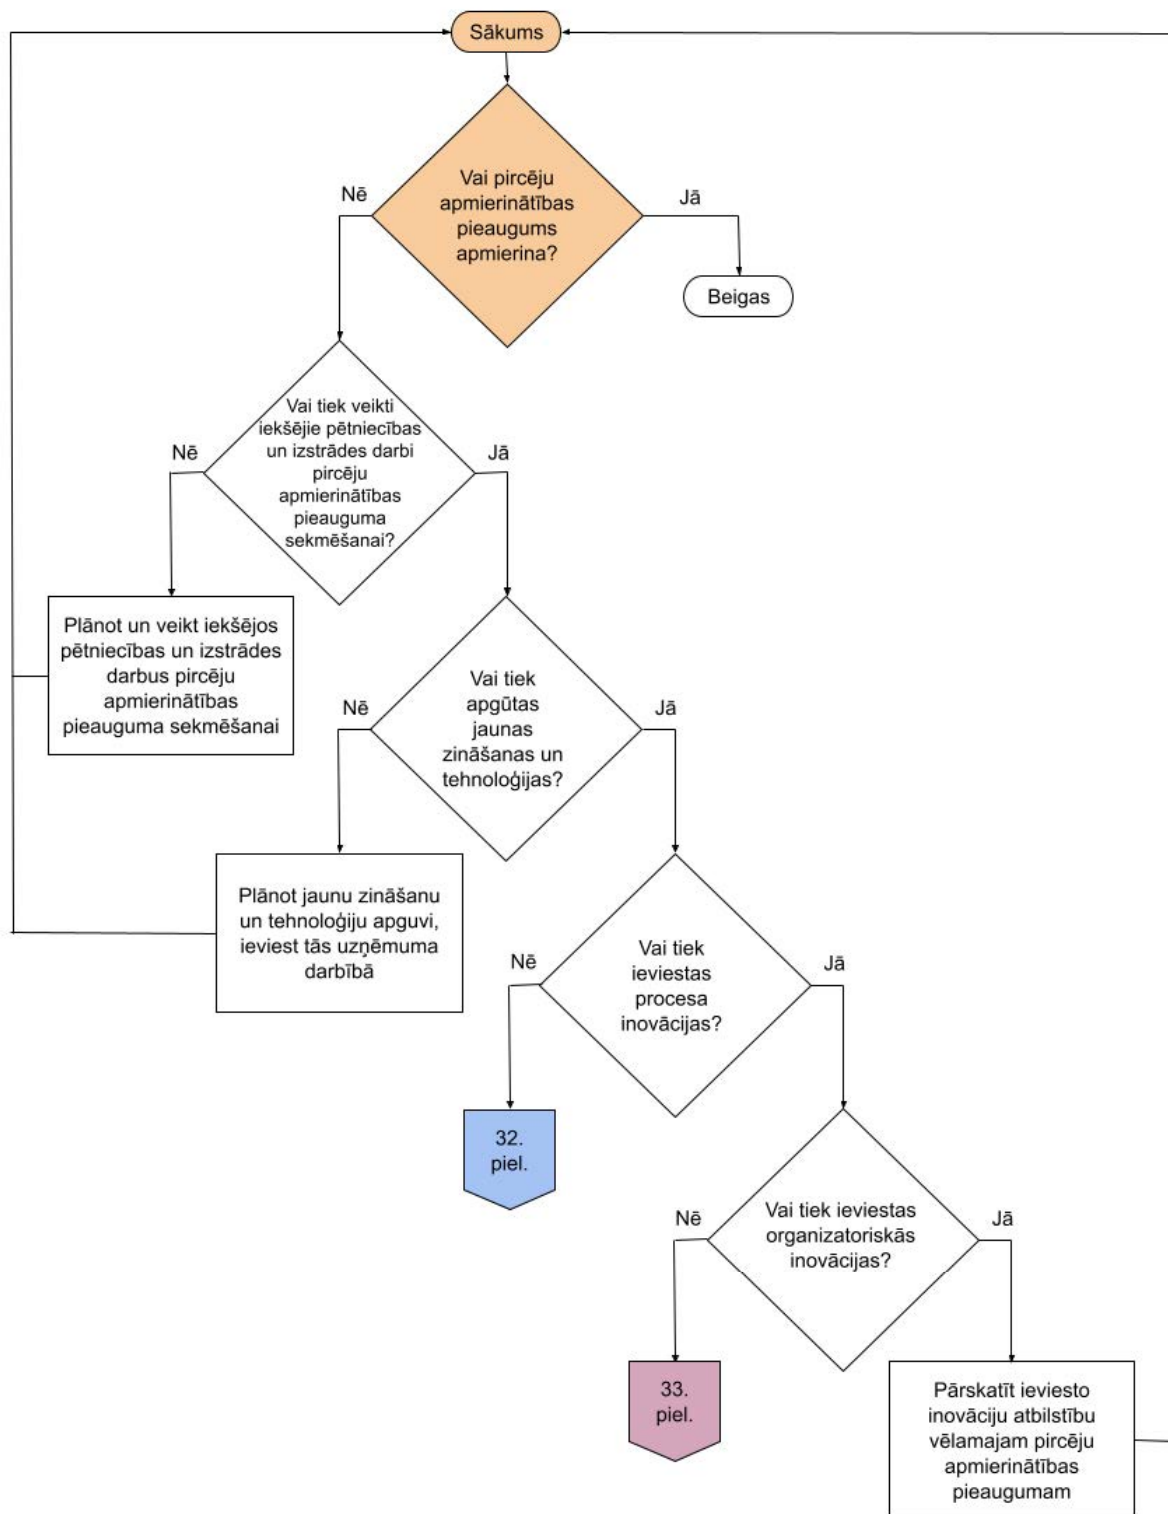 Sākums
Vai pircēju
apmierinātības
pieaugums
apmierina?
Nē
Jā
Beigas
Vai tiek veikti
iekšējie pētniecības
un izstrādes darbi
pircēju
apmierinātības
pieauguma
sekmēšanai?
Nē
Jā
Plānot un veikt iekšējos
pētniecības un izstrādes
darbus pircēju
apmierinātības
pieauguma sekmēšanai
Vai tiek
apgūtas
jaunas
zināšanas un
tehnoloģijas?
Nē
Jā
Plānot jaunu zināšanu
un tehnoloģiju apguvi,
ieviest tās uzņēmuma
darbībā
Vai tiek
ieviestas
procesa
inovācijas?
Nē
Jā
32.
piel.
Vai tiek ieviestas
organizatoriskās
inovācijas?
Nē
Jā
33.
piel.
Pārskatīt ieviesto
inovāciju atbilstību
vēlamajam pircēju
apmierinātības
pieaugumam